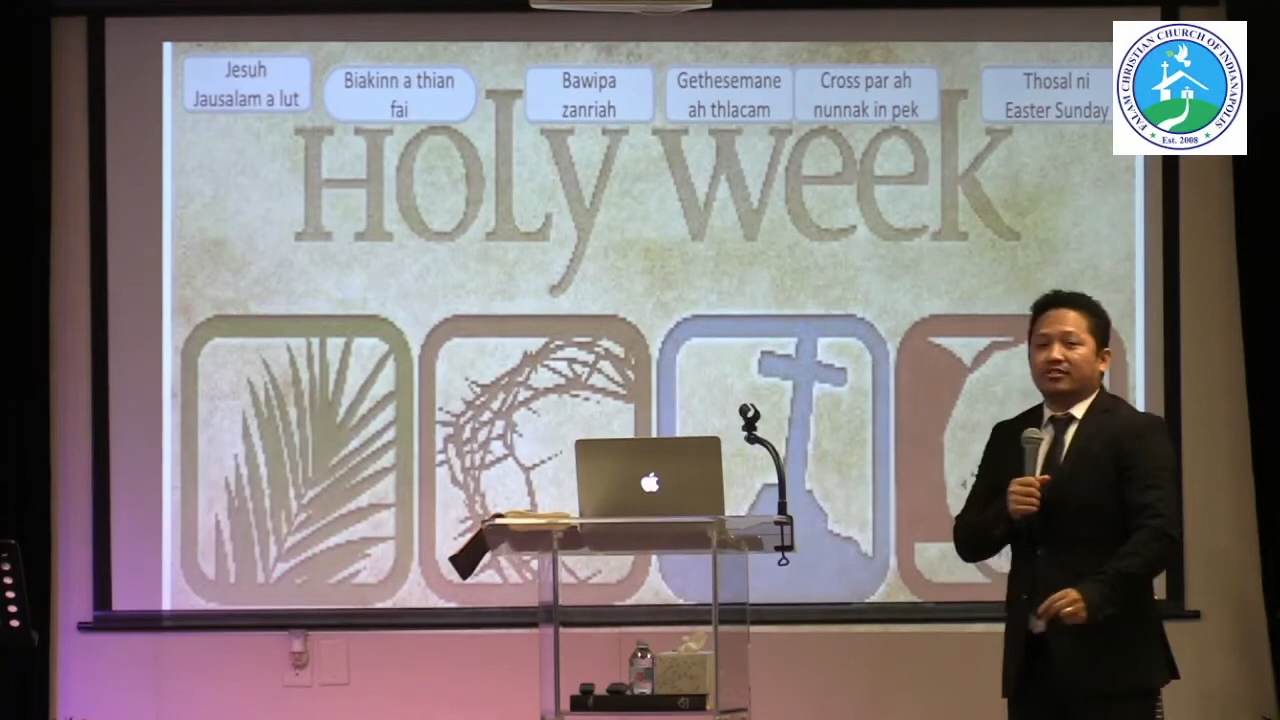 Jesuh
Jausalam a lut
Biakinn a thian
fai
Bawipa
zanriah
Gethesemane
ah thlacam
Cross par ah
nunnak in pek
Thosal ni
Easter Sunday
HOLY WEEK
FALAM CHRISTIAN CHURCH OF INDIANAPOLIS
Est. 2008